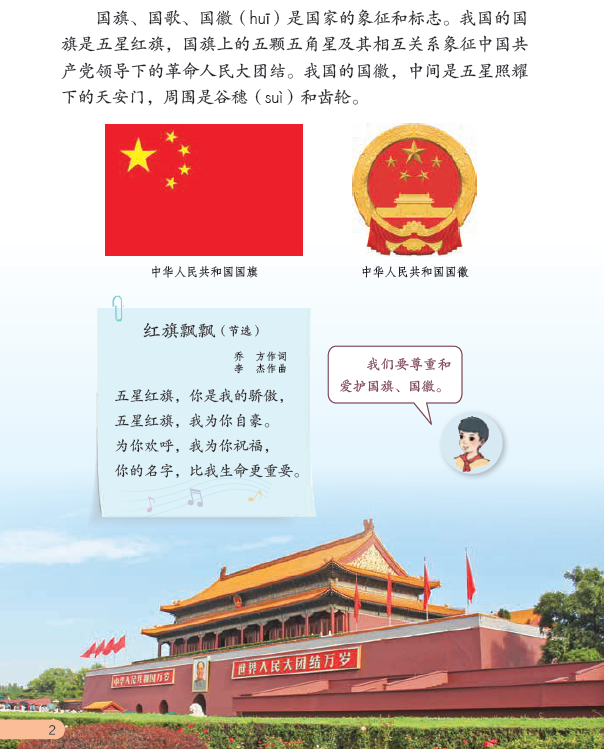 国旗、国歌、国徽（huī）是国家的象征和标志。我国的国
旗是五星红旗，国旗上的五颗五角星及其相互关系象征中国共
产党领导下的革命人民大团结。我国的国徽，中间是五星照耀
下的天安门，周围是谷穗（suì）和齿轮。
中华人民共和国国旗
中华人民共和国国徽
红旗飘飘（节选）
乔　方作词
李　杰作曲
五星红旗，你是我的骄傲，
五星红旗，我为你自豪。
为你欢呼，我为你祝福，
你的名字，比我生命更重要。
我们要尊重和
爱护国旗、国徽。
中华人民共和国万岁
世界人民大团结万岁
2